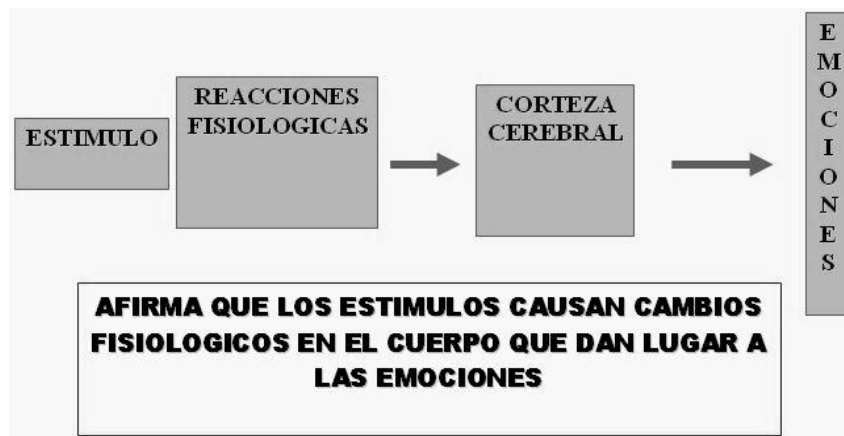 ESTIMULO
REACCIONES
FISIOLOGICAS
CORTEZA
CEREBRAL
EMOCIONES
AFIRMA QUE LOS ESTIMULOS CAUSAN CAMBIOS
FISIOLOGICOS EN EL CUERPO QUE DAN LUGAR A
LAS EMOCIONES